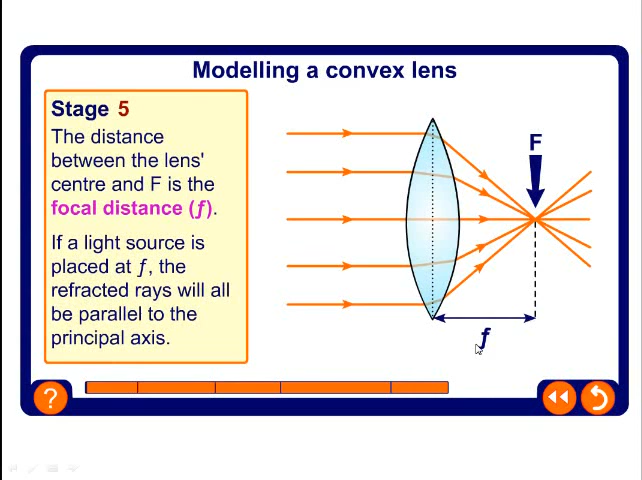 Modelling a convex lens
Stage 5
The distance
between the lens'
centre and F is the
focal distance (ƒ).
If a light source is
placed at ƒ, the
refracted rays will all
be parallel to the
principal axis.
F
ƒ
?